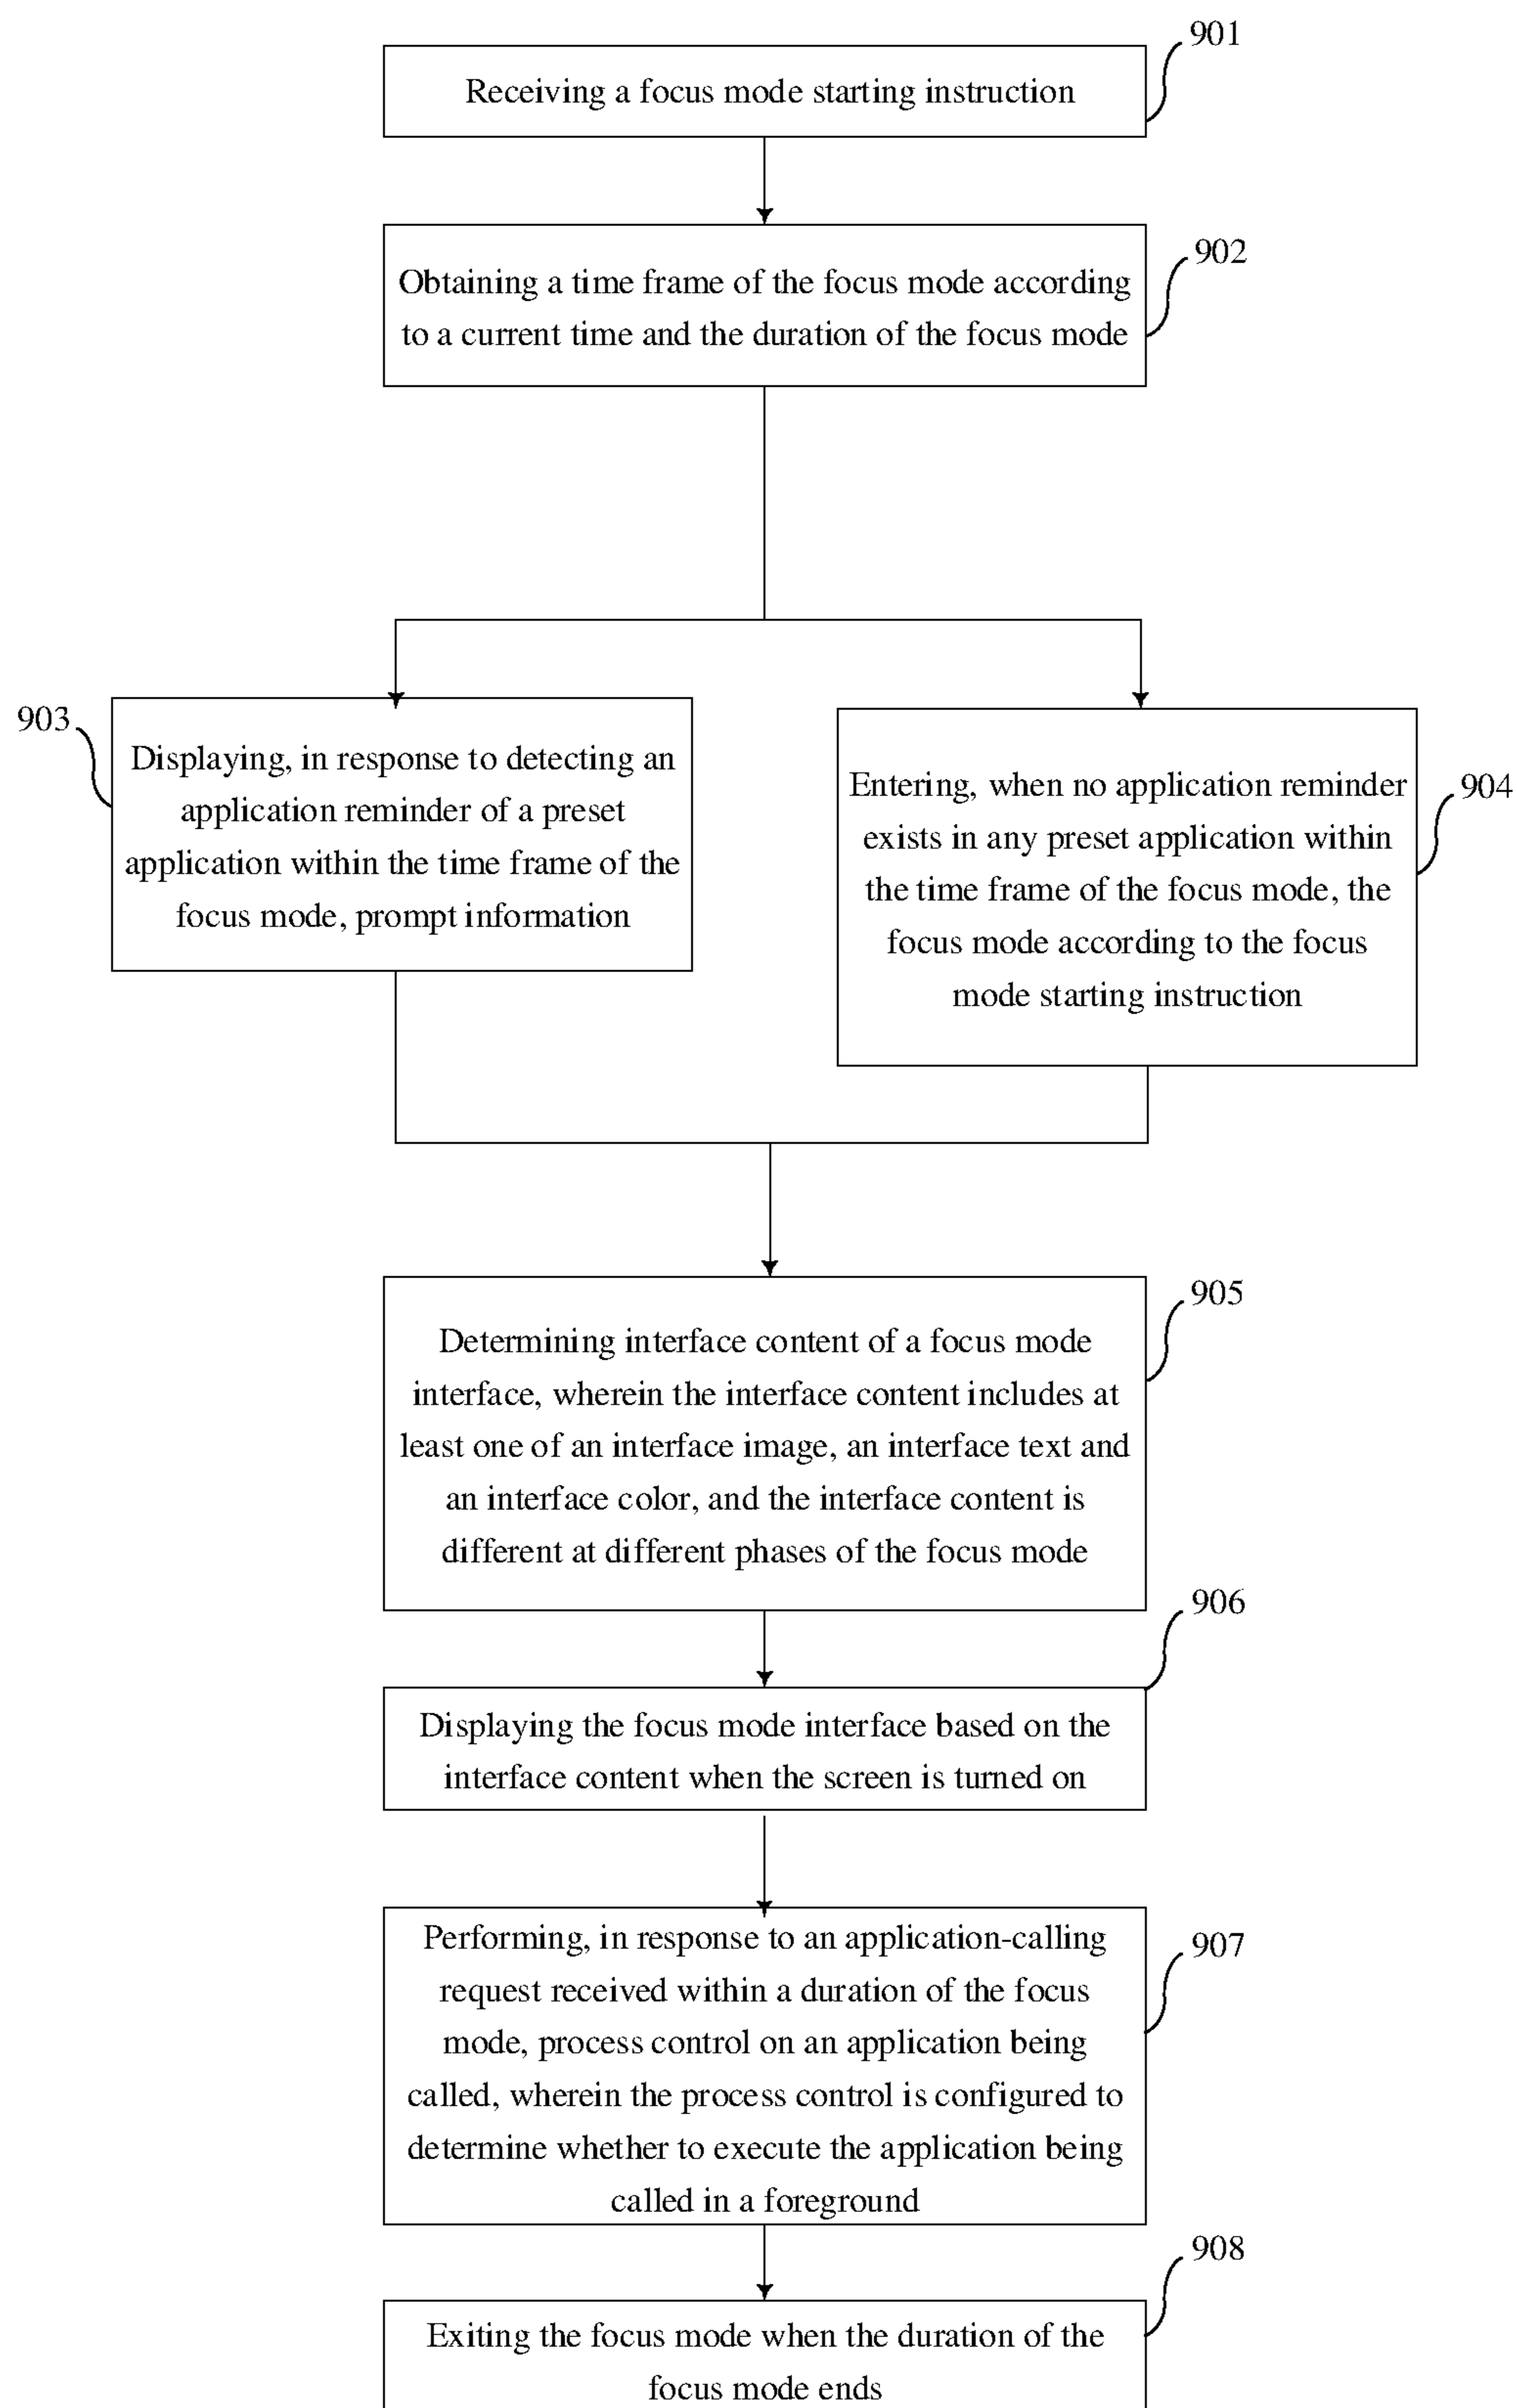 901
Receiving a focus mode starting instruction
902
Obtaining a time frame of the focus mode according
to a current time and the duration of the focus mode
903
Displaying, in response to detecting an
application reminder of a preset
application within the time frame of the
focus mode, prompt information
904
Entering, when no application reminder
exists in any preset application within
the time frame of the focus mode, the
focus mode according to the focus
mode starting instruction
905
Determining interface content of a focus mode
interface, wherein the interface content includes at
least one of an interface image, an interface text and
an interface color, and the interface content is
different at different phases of the focus mode
906
Displaying the focus mode interface based on the
interface content when the screen is turned on
907
Performing, in response to an application-calling
request received within a duration of the focus
mode, process control on an application being
called, wherein the process control is configured to
determine whether to execute the application being
called in a foreground
908
Exiting the focus mode when the duration of the
focus mode ends